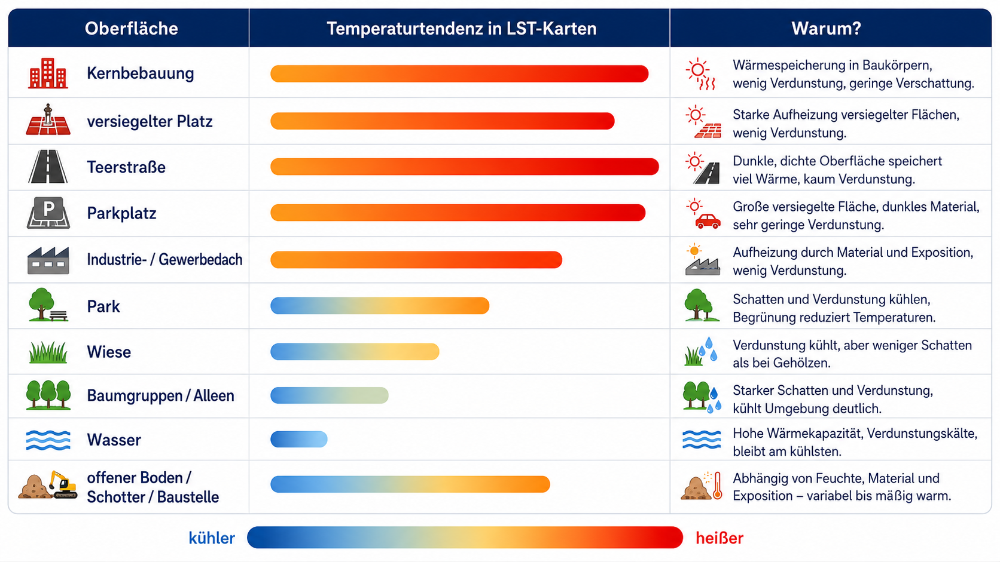 Oberfläche
Temperaturtendenz in LST-Karten
Warum?
Kernbebauung
Wärmespeicherung in Baukörpern,
wenig Verdunstung, geringe Verschattung.
versiegelter Platz
Starke Aufheizung versiegelter Flächen,
wenig Verdunstung.
Teerstraße
Dunkle, dichte Oberfläche speichert
viel Wärme, kaum Verdunstung.
P
Parkplatz
Große versiegelte Fläche, dunkles Material,
sehr geringe Verdunstung.
Industrie- / Gewerbedach
Aufheizung durch Material und Exposition,
wenig Verdunstung.
Park
Schatten und Verdunstung kühlen,
Begrünung reduziert Temperaturen.
Wiese
Verdunstung kühlt, aber weniger Schatten
als bei Gehölzen.
Baumgruppen / Alleen
Starker Schatten und Verdunstung,
kühlt Umgebung deutlich.
Wasser
Hohe Wärmekapazität, Verdunstungskälte,
bleibt am kühlsten.
offener Boden /
Schotter / Baustelle
Abhängig von Feuchte, Material und
Exposition – variabel bis mäßig warm.
kühler
heißer